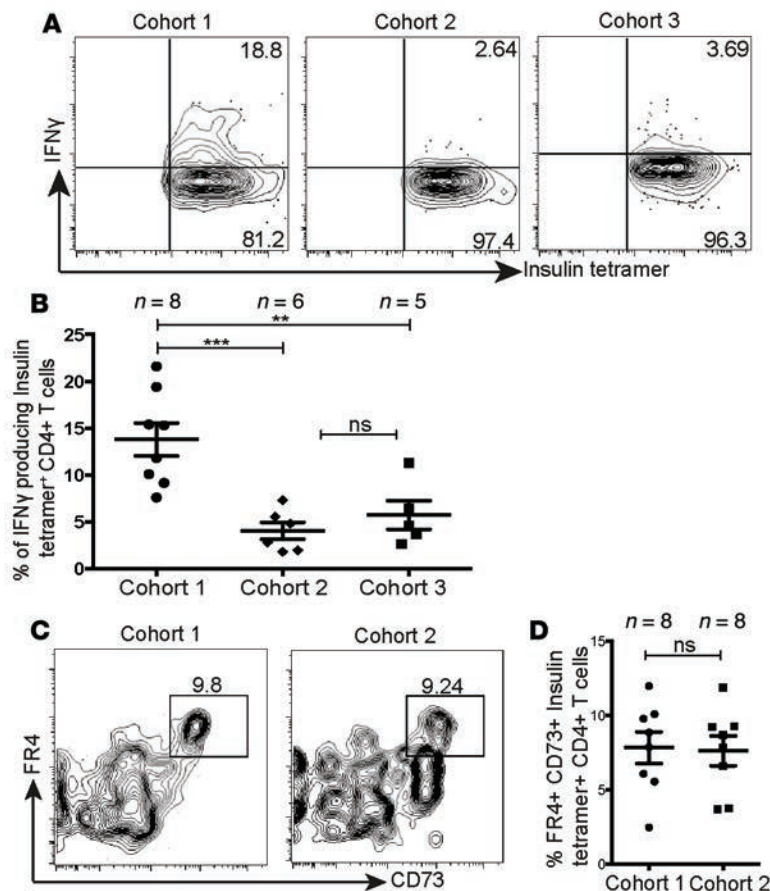 A
Cohort 1 Cohort 2 Cohort 3
18.8 2.64 3.69
IFNγ
81.2 97.4 96.3
Insulin tetramer
B
n = 8 n = 6 n = 5
**
***
ns
% of IFNγ producing Insulin
tetramer⁺ CD4+ T cells
25
20
15
10
5
0
Cohort 1 Cohort 2 Cohort 3
C
Cohort 1 Cohort 2
9.8 9.24
FR4
CD73
D
n = 8 n = 8
ns
% FR4+ CD73+ Insulin
tetramer+ CD4+ T cells
15
10
5
0
Cohort 1 Cohort 2